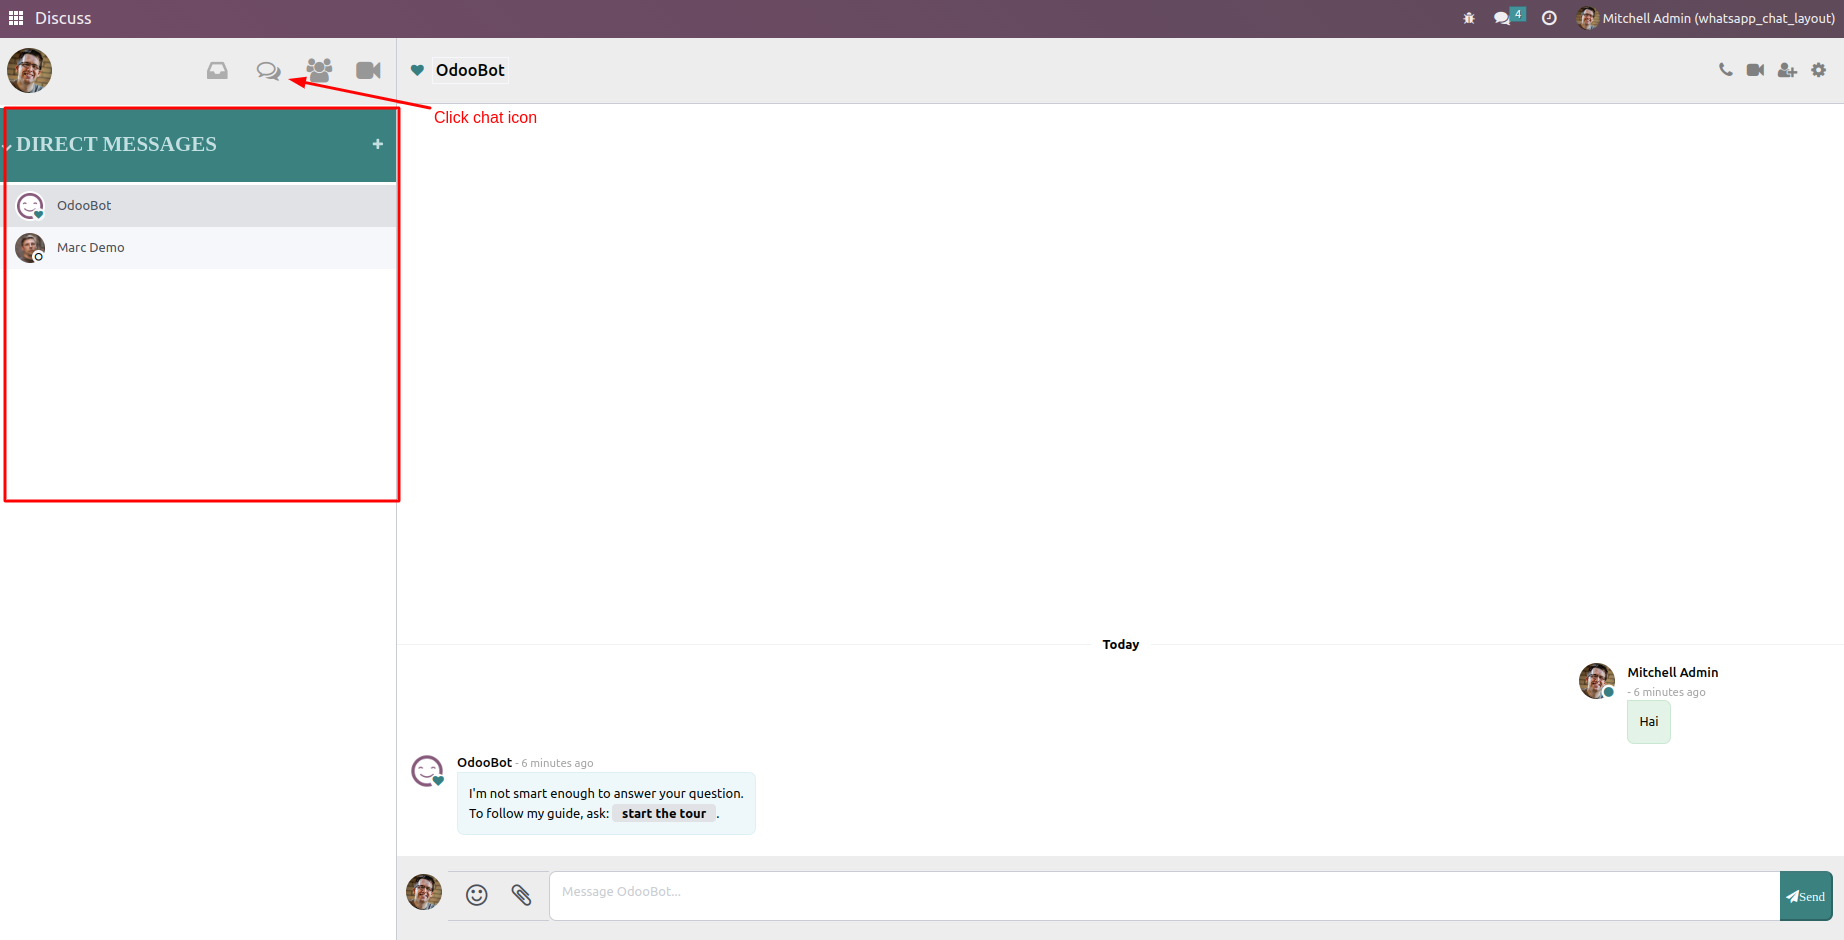 Discuss
4
Mitchell Admin (whatsapp_chat_layout)
OdooBot
Click chat icon
DIRECT MESSAGES
OdooBot
Marc Demo
Today
Mitchell Admin
- 6 minutes ago
Hai
OdooBot - 6 minutes ago
I'm not smart enough to answer your question.
To follow my guide, ask: start the tour.
Message OdooBot...
Send